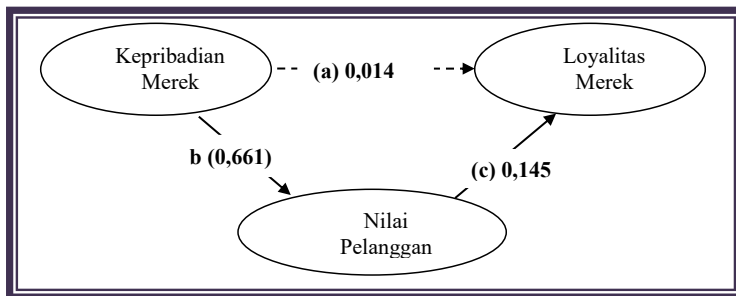 Kepribadian
Merek
(a) 0,014
Loyalitas
Merek
b (0,661)
(c) 0,145
Nilai
Pelanggan